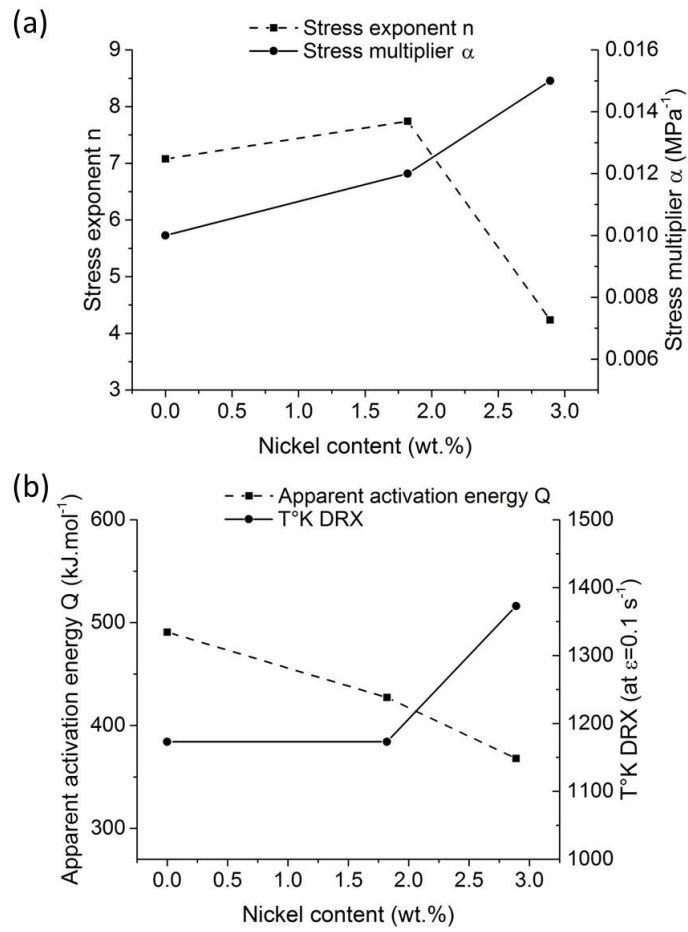 (a)
Stress exponent n
Stress multiplier α
9
8
7
6
5
4
3
Stress exponent n
0.016
0.014
0.012
0.010
0.008
0.006
Stress multiplier α (MPa⁻¹)
0.0 0.5 1.0 1.5 2.0 2.5 3.0
Nickel content (wt.%)
(b)
Apparent activation energy Q
T°K DRX
600
500
400
300
Apparent activation energy Q (kJ.mol⁻¹)
1500
1400
1300
1200
1100
1000
T°K DRX (at ε=0.1 s⁻¹)
0.0 0.5 1.0 1.5 2.0 2.5 3.0
Nickel content (wt.%)